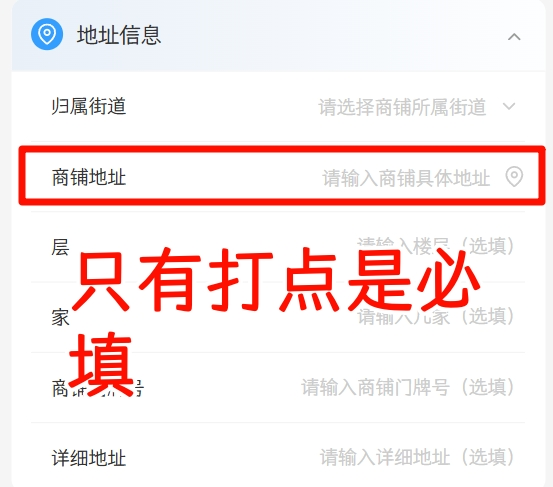 地址信息
归属街道 请选择商铺所属街道
商铺地址 请输入商铺具体地址
层 请输入楼层（选填）
只有打点是必
家 请输入几家（选填）
填
商铺门牌号 请输入商铺门牌号（选填）
详细地址 请输入详细地址（选填）